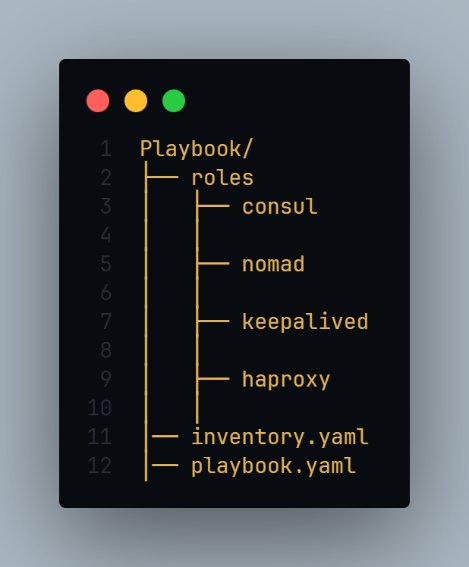 1 Playbook/
2 ├── roles
3 │   ├── consul
4 │   │
5 │   ├── nomad
6 │   │
7 │   ├── keepalived
8 │   │
9 │   ├── haproxy
10 │   │
11 │── inventory.yaml
12 │── playbook.yaml